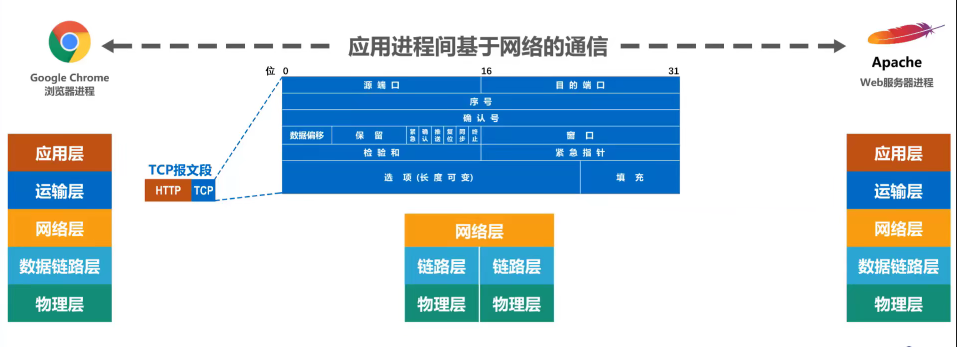 应用进程间基于网络的通信
Google Chrome
浏览器进程
Apache
Web服务器进程
位 0 16 31
源端口 目的端口
序号
确认号
数据偏移 保留 紧急 确认 推送 复位 同步 终止 窗口
检验和 紧急指针
选项(长度可变) 填充
TCP报文段
HTTP TCP
应用层
运输层
网络层
数据链路层
物理层
网络层
链路层 链路层
物理层 物理层
应用层
运输层
网络层
数据链路层
物理层